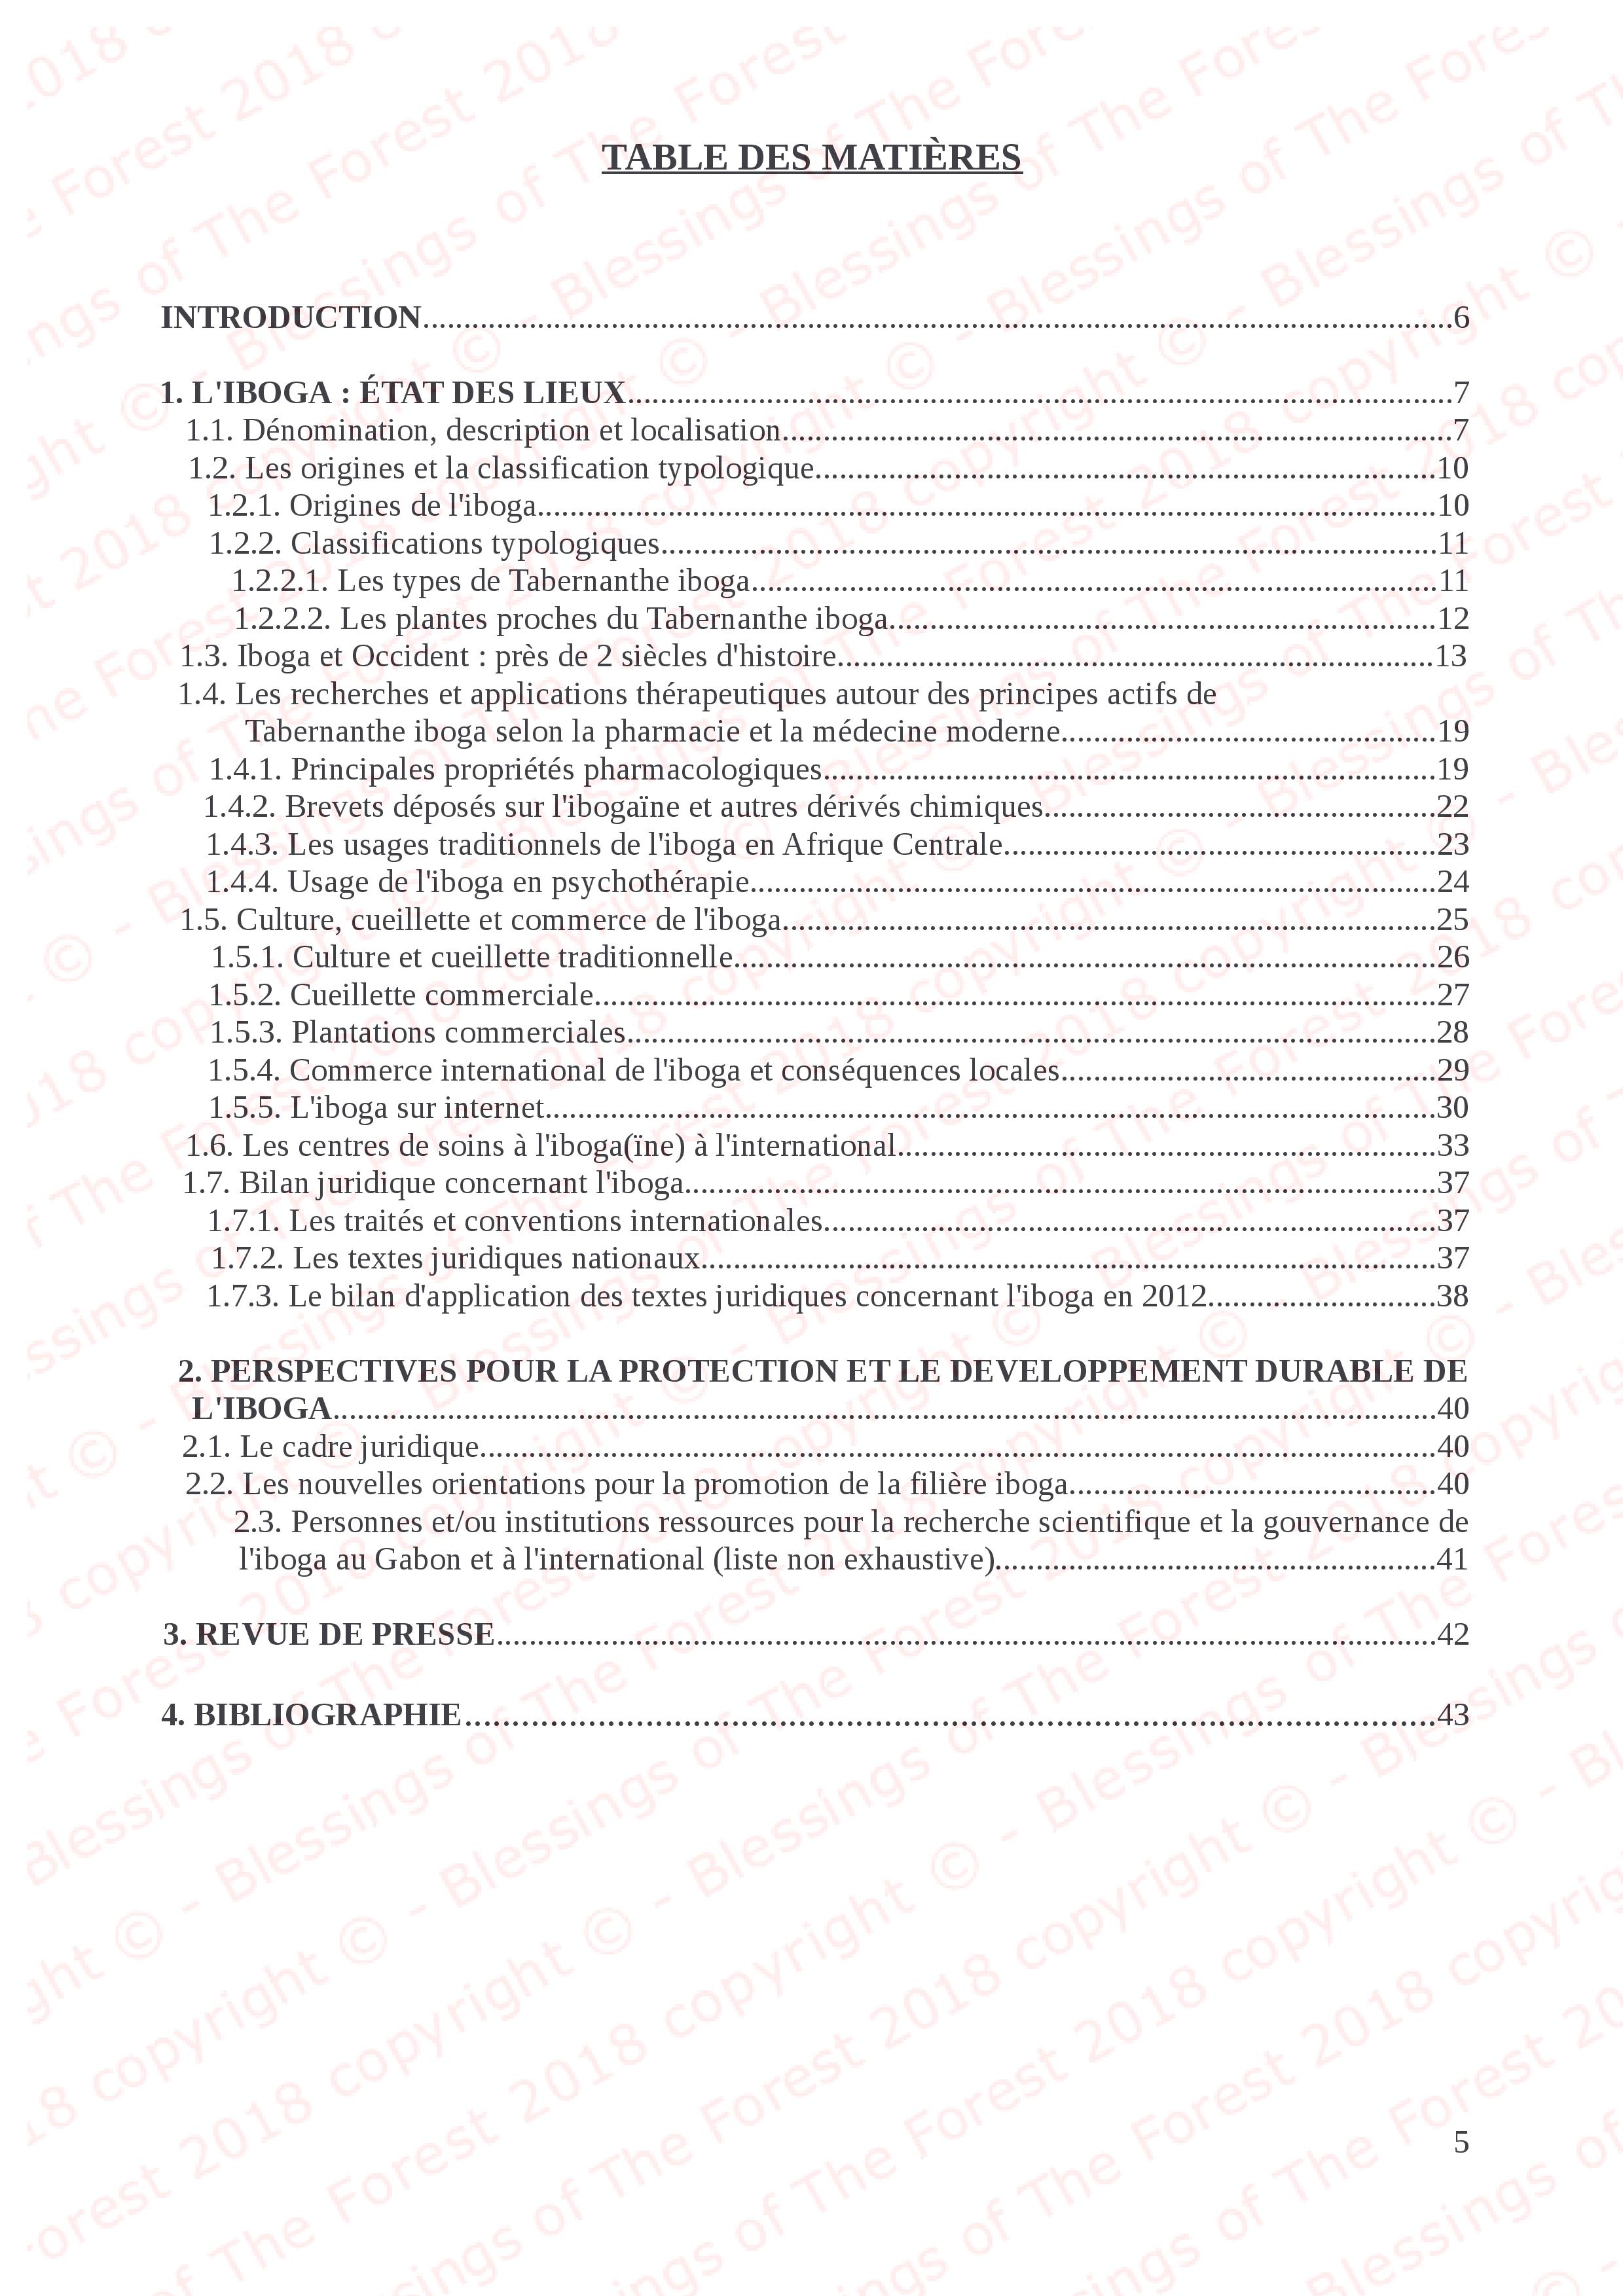 TABLE DES MATIÈRES
INTRODUCTION..........6
1. L'IBOGA : ÉTAT DES LIEUX..........7
1.1. Dénomination, description et localisation..........7
1.2. Les origines et la classification typologique..........10
1.2.1. Origines de l'iboga..........10
1.2.2. Classifications typologiques..........11
1.2.2.1. Les types de Tabernanthe iboga..........11
1.2.2.2. Les plantes proches du Tabernanthe iboga..........12
1.3. Iboga et Occident : près de 2 siècles d'histoire..........13
1.4. Les recherches et applications thérapeutiques autour des principes actifs de
Tabernanthe iboga selon la pharmacie et la médecine moderne..........19
1.4.1. Principales propriétés pharmacologiques..........19
1.4.2. Brevets déposés sur l'ibogaïne et autres dérivés chimiques..........22
1.4.3. Les usages traditionnels de l'iboga en Afrique Centrale..........23
1.4.4. Usage de l'iboga en psychothérapie..........24
1.5. Culture, cueillette et commerce de l'iboga..........25
1.5.1. Culture et cueillette traditionnelle..........26
1.5.2. Cueillette commerciale..........27
1.5.3. Plantations commerciales..........28
1.5.4. Commerce international de l'iboga et conséquences locales..........29
1.5.5. L'iboga sur internet..........30
1.6. Les centres de soins à l'iboga(ïne) à l'international..........33
1.7. Bilan juridique concernant l'iboga..........37
1.7.1. Les traités et conventions internationales..........37
1.7.2. Les textes juridiques nationaux..........37
1.7.3. Le bilan d'application des textes juridiques concernant l'iboga en 2012..........38
2. PERSPECTIVES POUR LA PROTECTION ET LE DEVELOPPEMENT DURABLE DE
L'IBOGA..........40
2.1. Le cadre juridique..........40
2.2. Les nouvelles orientations pour la promotion de la filière iboga..........40
2.3. Personnes et/ou institutions ressources pour la recherche scientifique et la gouvernance de
l'iboga au Gabon et à l'international (liste non exhaustive)..........41
3. REVUE DE PRESSE..........42
4. BIBLIOGRAPHIE..........43
5
Blessings of The Forest 2018 copyright ©